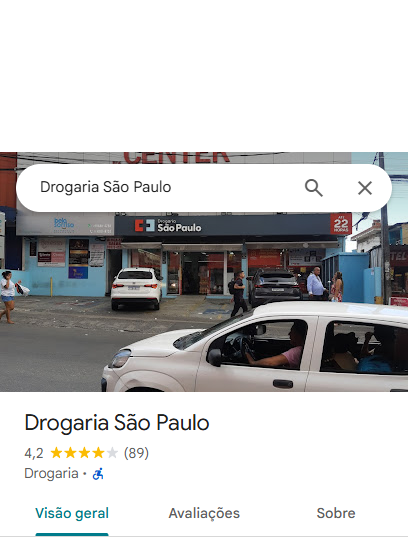 CENTER
Drogaria São Paulo
Drogaria
São Paulo
ATÉ
22
HORAS
Drogaria São Paulo
4,2 (89)
Drogaria ·
Visão geral Avaliações Sobre